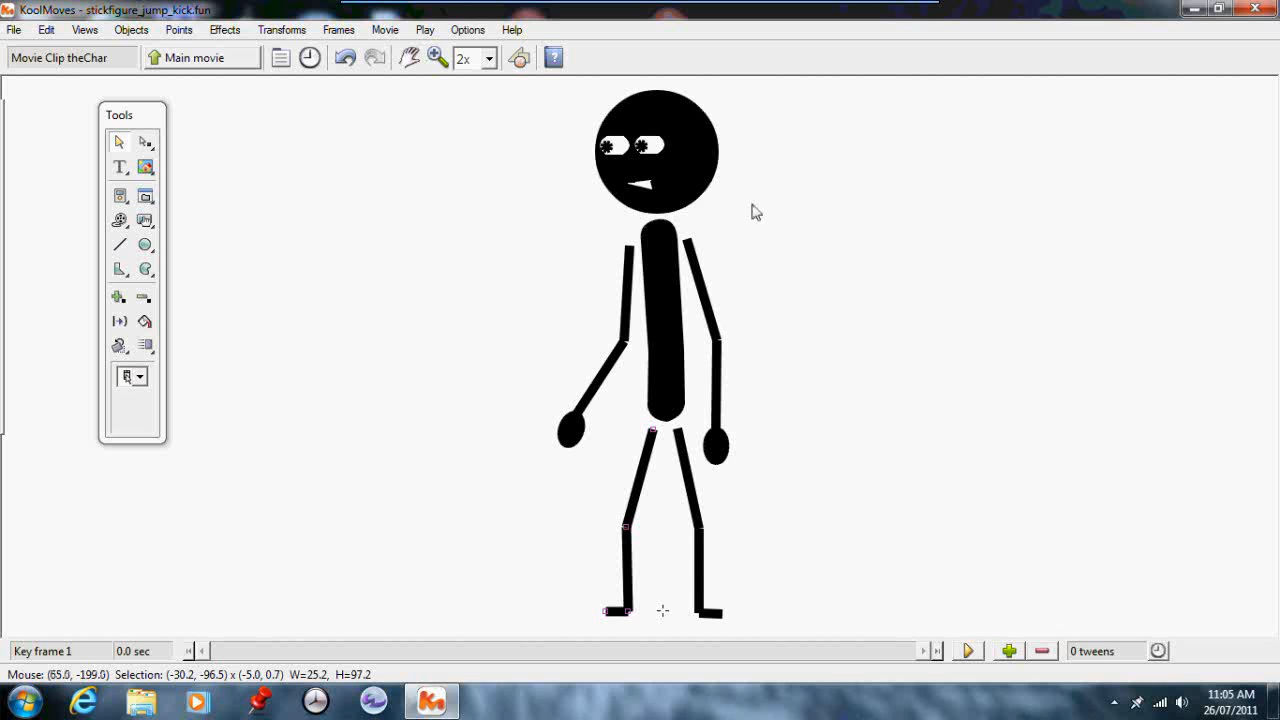 KoolMoves - stickfigure_jump_kick.fun
File Edit Views Objects Points Effects Transforms Frames Movie Play Options Help
Movie Clip theChar Main movie 2x ?
Tools
T
Key frame 1 0.0 sec 0 tweens
Mouse: (65.0, -199.0) Selection: (-30.2, -96.5) x (-5.0, 0.7) W=25.2, H=97.2
11:05 AM
26/07/2011